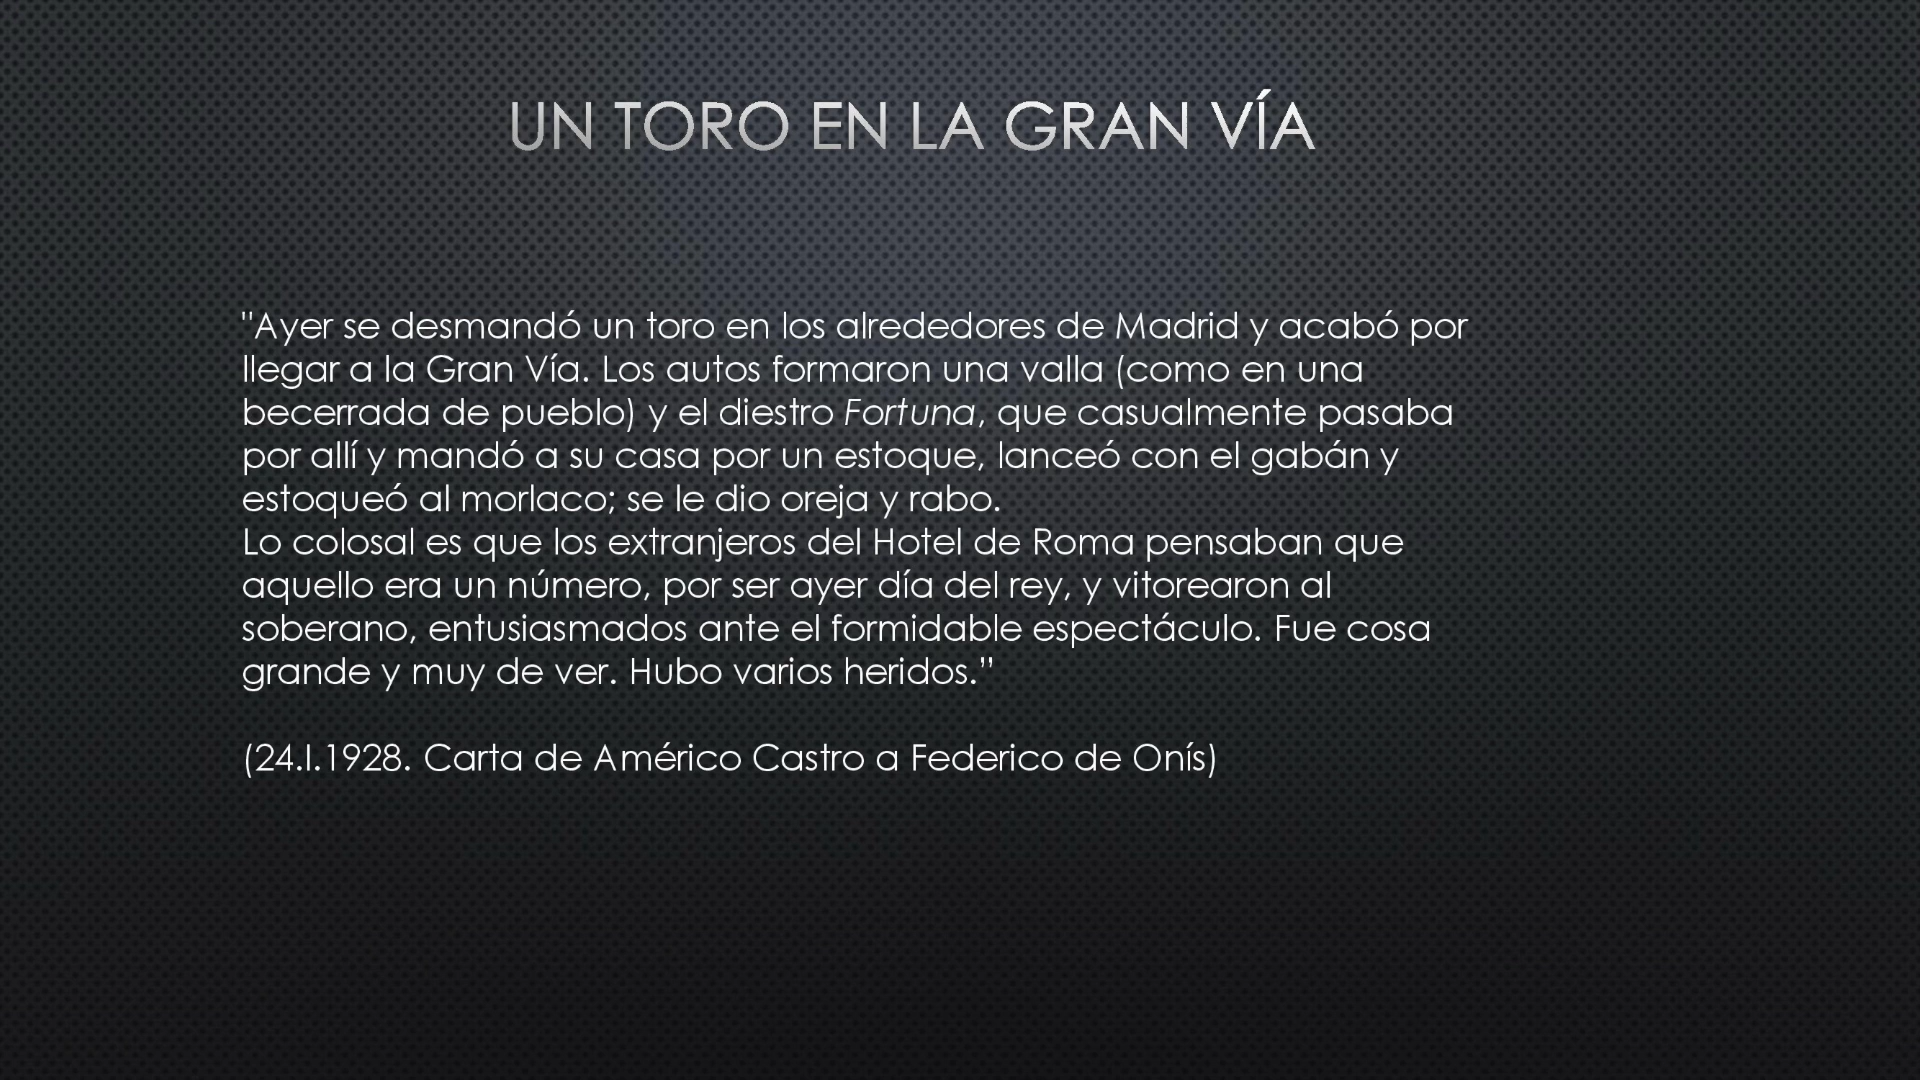 UN TORO EN LA GRAN VÍA
"Ayer se desmandó un toro en los alrededores de Madrid y acabó por
llegar a la Gran Vía. Los autos formaron una valla (como en una
becerrada de pueblo) y el diestro Fortuna, que casualmente pasaba
por allí y mandó a su casa por un estoque, lanceó con el gabán y
estoqueó al morlaco; se le dio oreja y rabo.
Lo colosal es que los extranjeros del Hotel de Roma pensaban que
aquello era un número, por ser ayer día del rey, y vitorearon al
soberano, entusiasmados ante el formidable espectáculo. Fue cosa
grande y muy de ver. Hubo varios heridos.”
(24.I.1928. Carta de Américo Castro a Federico de Onís)